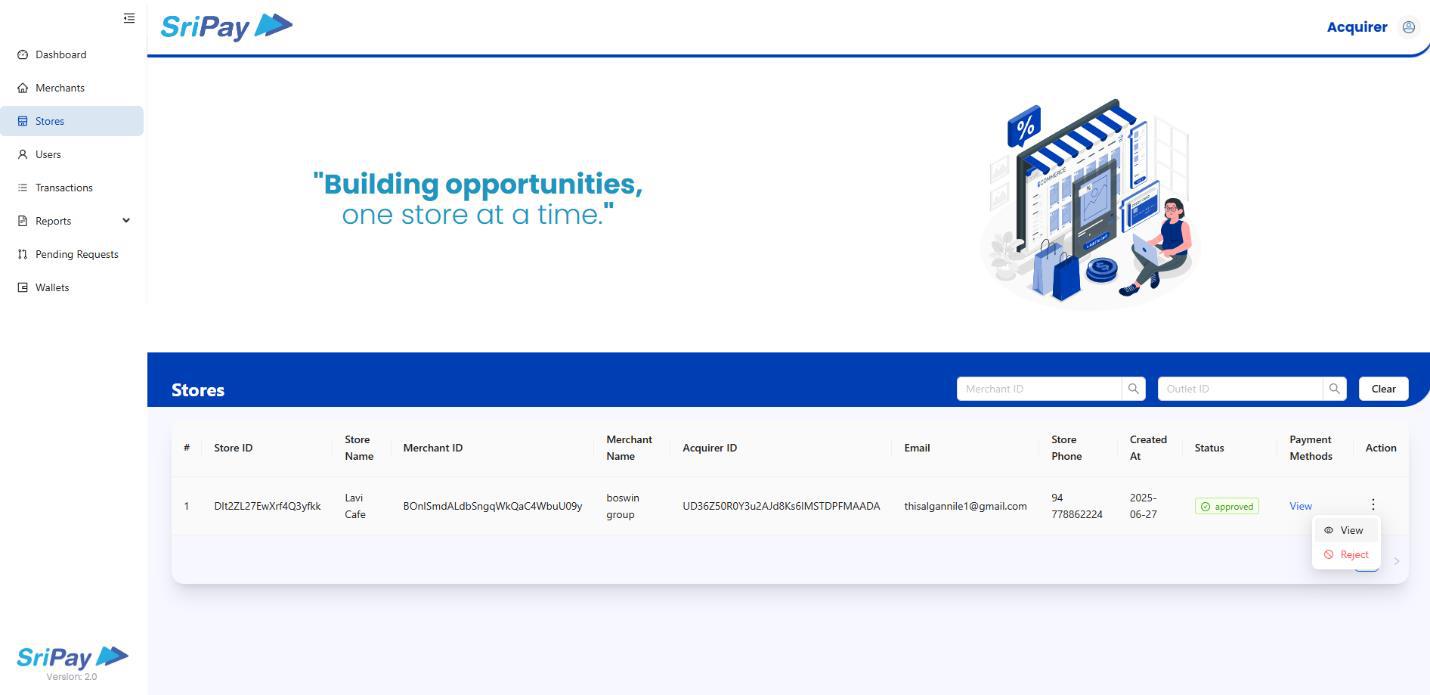 SriPay
Acquirer
Dashboard
Merchants
Stores
Users
Transactions
Reports
Pending Requests
Wallets
"Building opportunities,
one store at a time."
%
ECOMMERCE
Stores
Merchant ID
Outlet ID
Clear
# Store ID Store Name Merchant ID Merchant Name Acquirer ID Email Store Phone Created At Status Payment Methods Action
1 DIt2ZL27EwXrf4Q3yfkk Lavi Cafe BOnISmdALdbSngqWkQaC4WbuU09y boswin group UD36Z50R0Y3u2AJd8Ks6IMSTDPFMAADA thisalgannile1@gmail.com 94 778862224 2025-06-27 approved View
View
Reject
SriPay
Version: 2.0